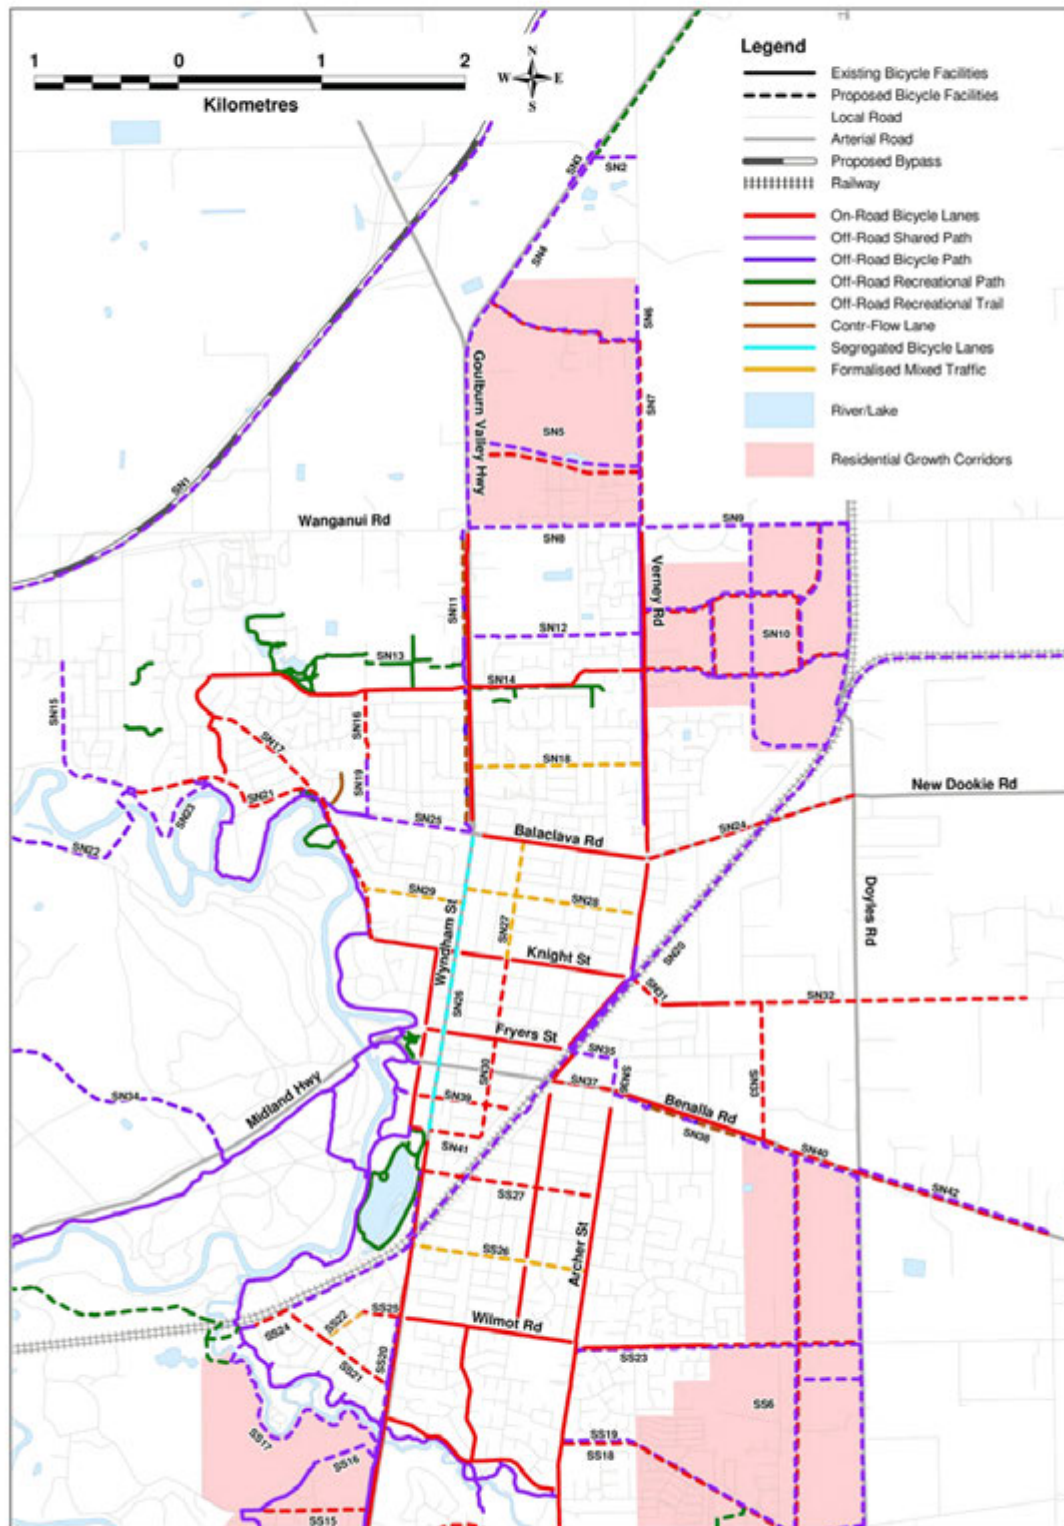 1 0 1 2
Kilometres
N
W E
S
Legend
Existing Bicycle Facilities
Proposed Bicycle Facilities
Local Road
Arterial Road
Proposed Bypass
Railway
On-Road Bicycle Lanes
Off-Road Shared Path
Off-Road Bicycle Path
Off-Road Recreational Path
Off-Road Recreational Trail
Contr-Flow Lane
Segregated Bicycle Lanes
Formalised Mixed Traffic
River/Lake
Residential Growth Corridors
SN3
SN2
SN4
SN6
Goulburn Valley Hwy
SN7
SN5
SN1
Wanganui Rd
SN8
SN9
SN11
Verney Rd
SN12
SN10
SN13
SN14
SN15
SN16
SN17
SN18
SN19
New Dookie Rd
SN21
SN23
SN25
Balaclava Rd
SN24
SN22
SN29
SN28
Doyles Rd
Wyndham St
SN27
Knight St
SN20
SN26
SN31
SN32
Fryers St
SN35
SN30
SN37
SN36
SN33
Midland Hwy
SN34
SN39
Benalla Rd
SN38
SN41
SN40
SS27
SN42
Archer St
SS26
SS25
SS22
Wilmot Rd
SS24
SS21
SS20
SS23
SS6
SS17
SS19
SS16
SS18
SS15